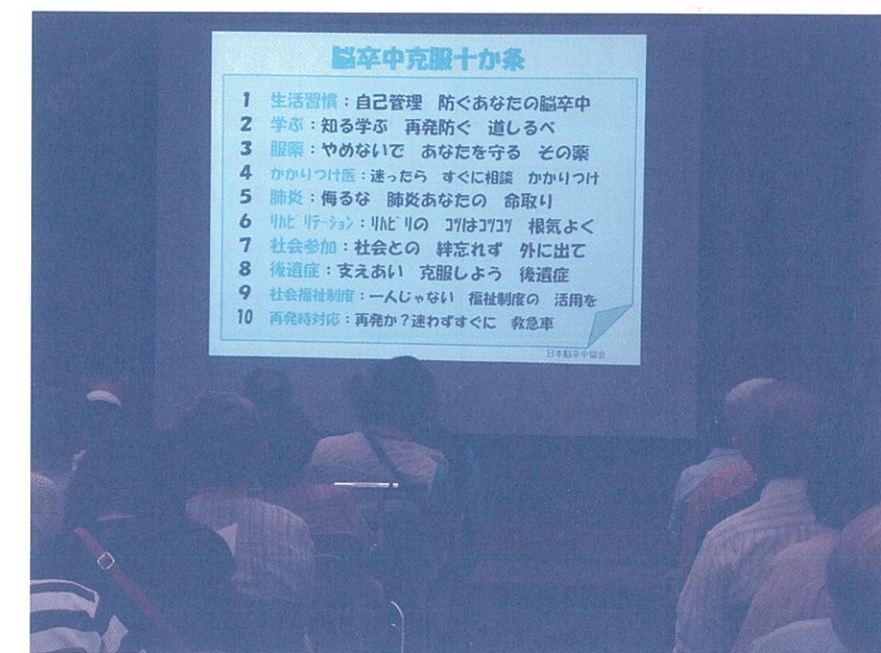 脳卒中克服十か条
1 生活習慣：自己管理 防ぐあなたの脳卒中
2 学ぶ：知る学ぶ 再発防ぐ 道しるべ
3 服薬：やめないで あなたを守る その薬
4 かかりつけ医：迷ったら すぐに相談 かかりつけ
5 肺炎：侮るな 肺炎あなたの 命取り
6 ﾘﾊﾋﾞﾘﾃｰｼｮﾝ：ﾘﾊﾋﾞﾘの ｺﾂはｺﾂｺﾂ 根気よく
7 社会参加：社会との 絆忘れず 外に出て
8 後遺症：支えあい 克服しよう 後遺症
9 社会福祉制度：一人じゃない 福祉制度の 活用を
10 再発時対応：再発か？迷わずすぐに 救急車
日本脳卒中協会